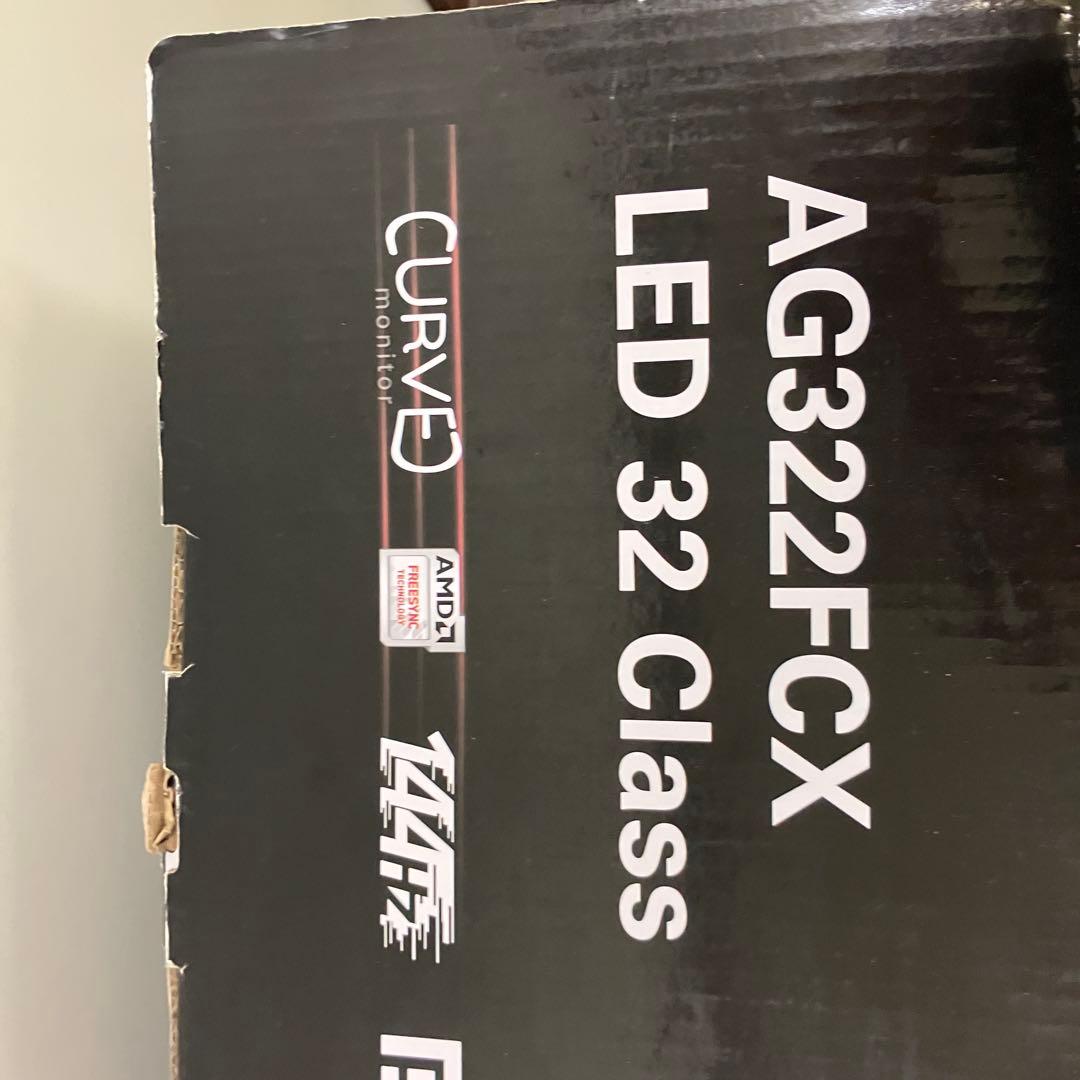 AG322FCX
LED 32 Class
CURVED
monitor
AMD
FREESYNC
TECHNOLOGY
144Hz